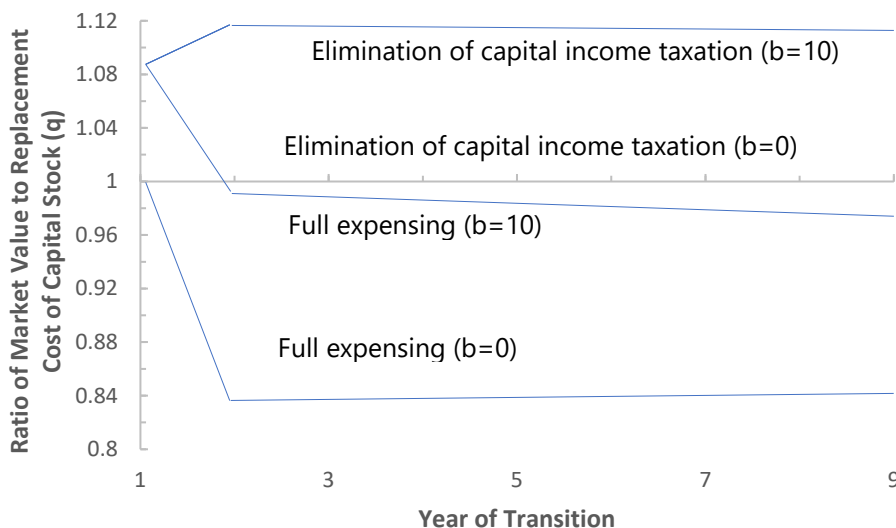 Ratio of Market Value to Replacement
Cost of Capital Stock (q)
1.12
1.08
1.04
1
0.96
0.92
0.88
0.84
0.8
Elimination of capital income taxation (b=10)
Elimination of capital income taxation (b=0)
Full expensing (b=10)
Full expensing (b=0)
1 3 5 7 9
Year of Transition